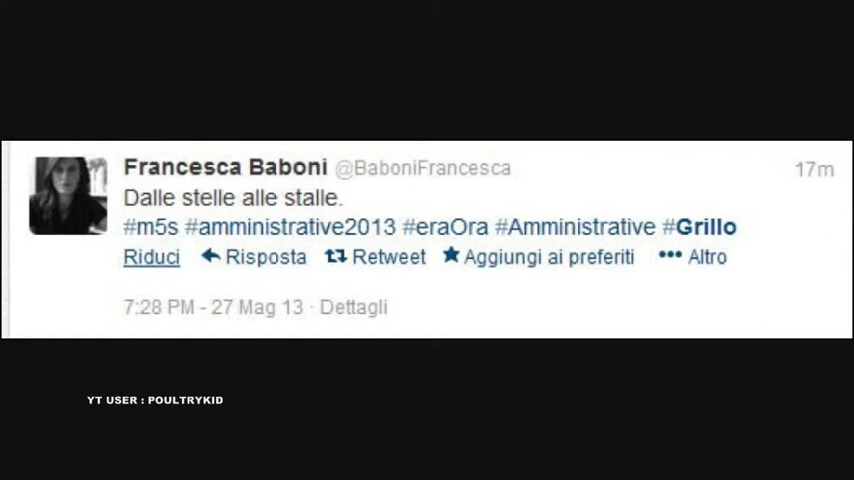 Francesca Baboni @BaboniFrancesca 17m
Dalle stelle alle stalle.
#m5s #amministrative2013 #eraOra #Amministrative #Grillo
Riduci Risposta Retweet Aggiungi ai preferiti ••• Altro
7:28 PM - 27 Mag 13 · Dettagli
YT USER : POULTRYKID